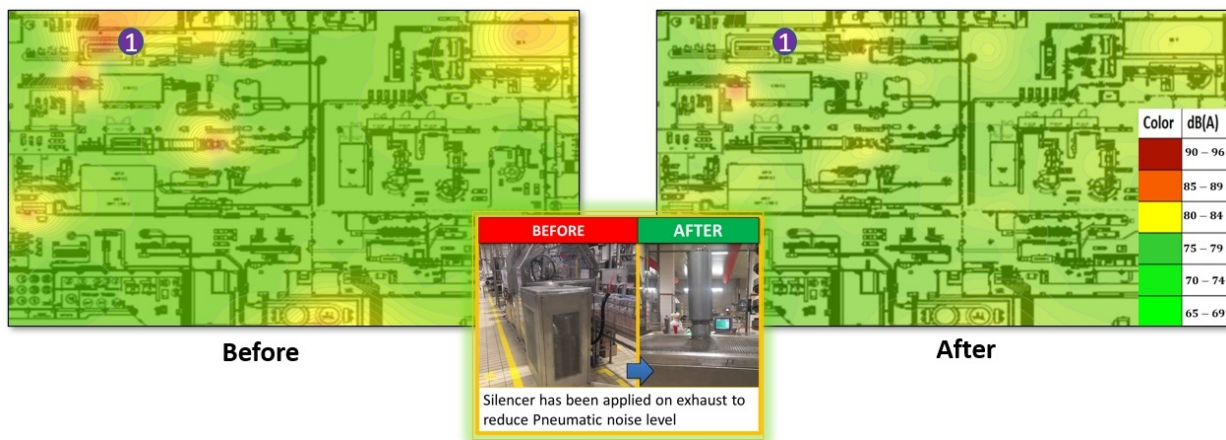 1
1
Color dB(A)
90 – 96
85 – 89
80 – 84
75 – 79
70 – 74
65 – 69
BEFORE AFTER
Before
After
Silencer has been applied on exhaust to
reduce Pneumatic noise level